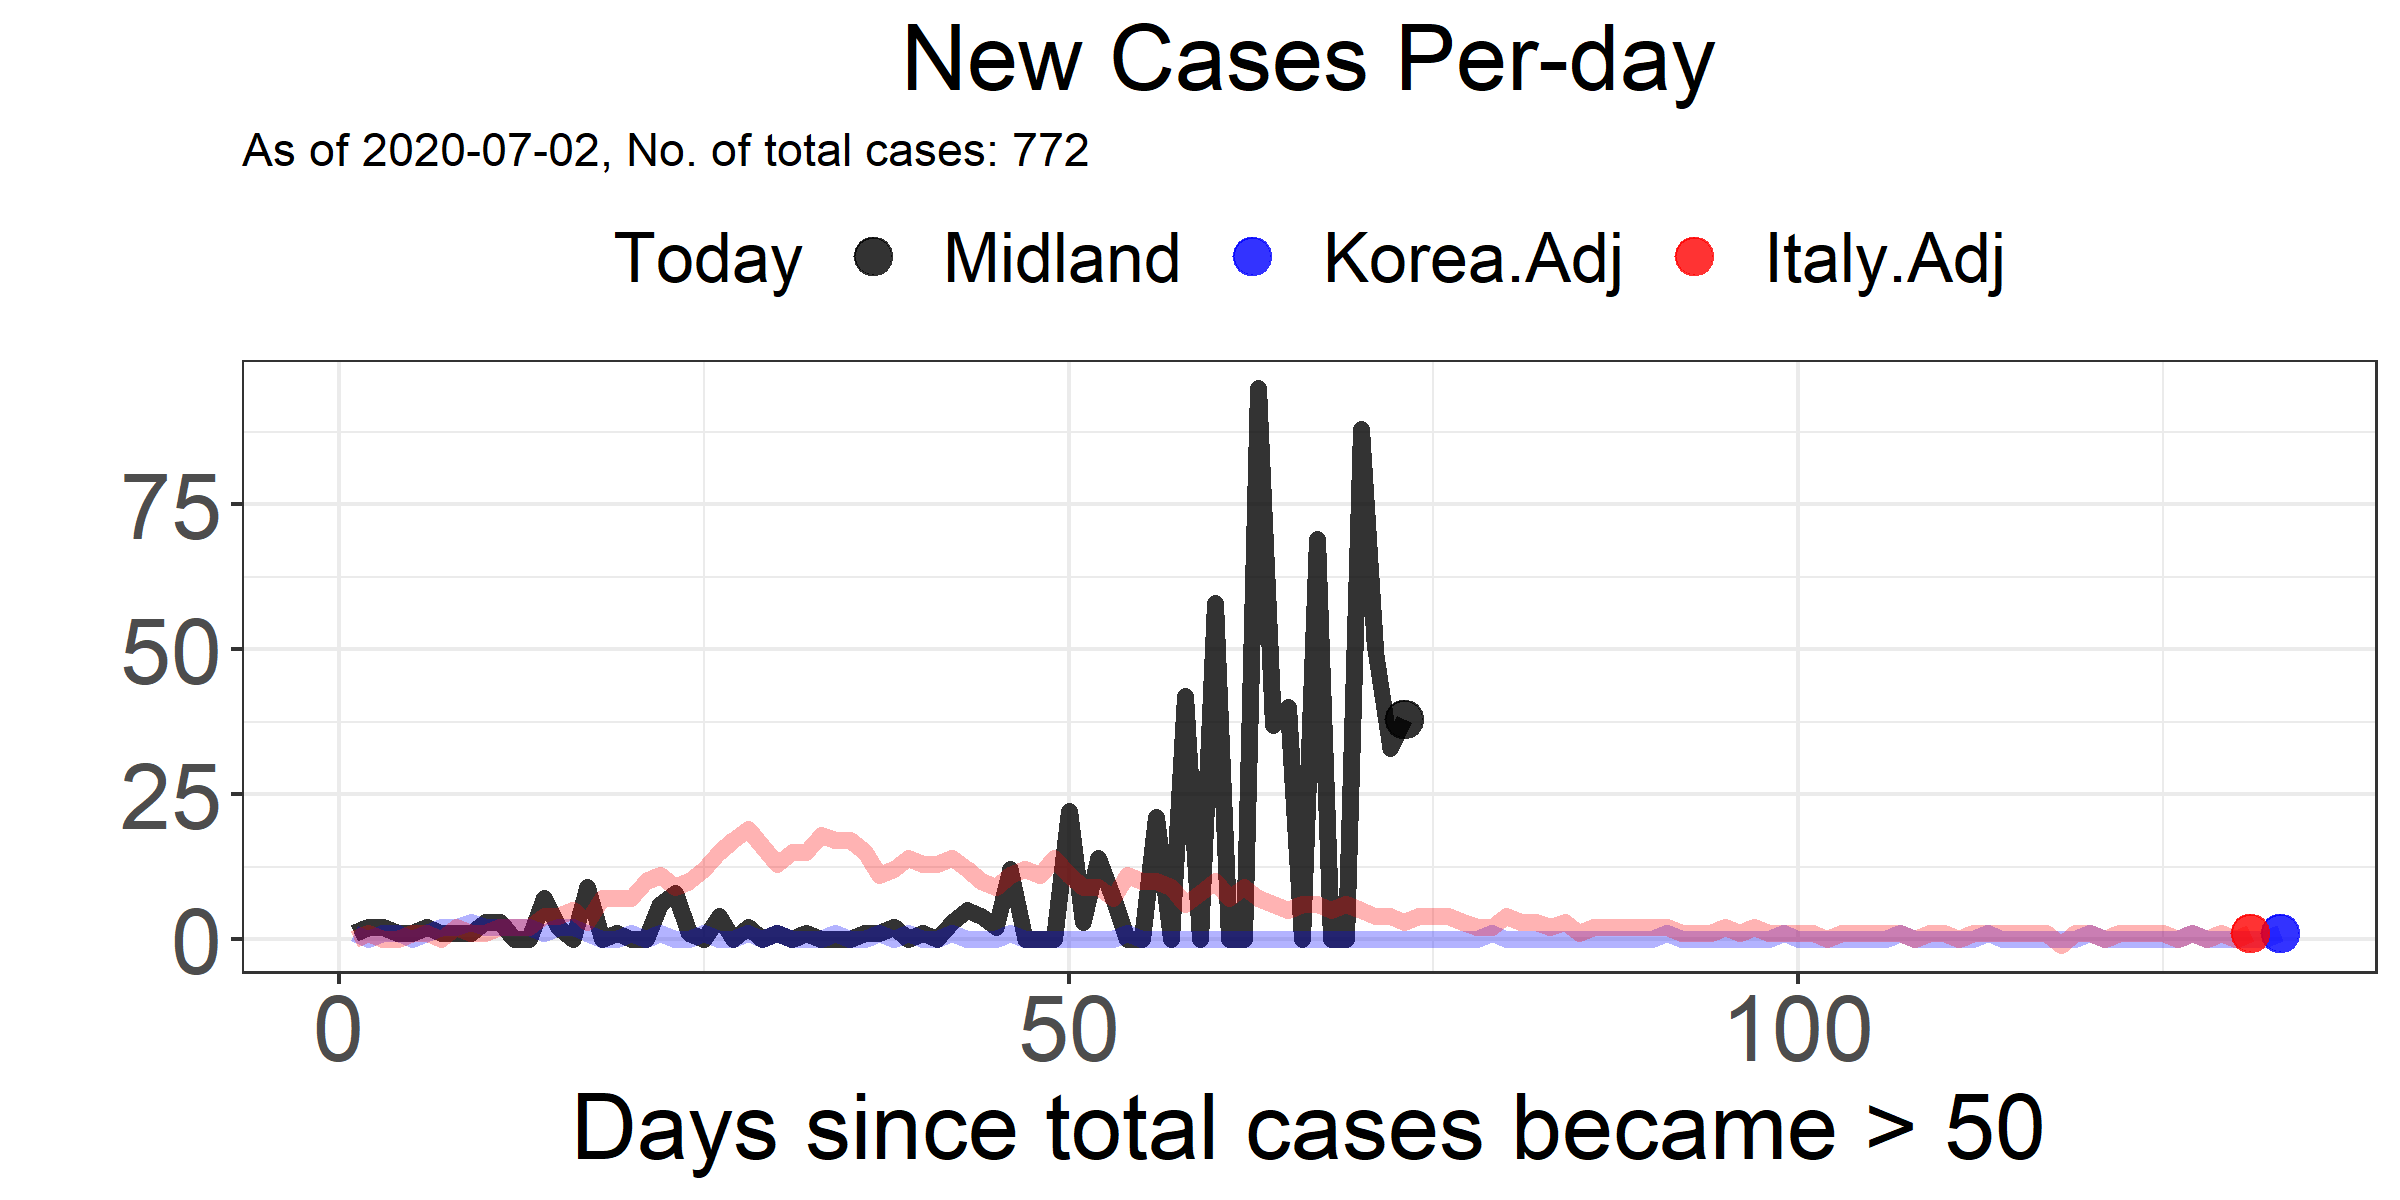 New Cases Per-day
As of 2020-07-02, No. of total cases: 772
Today Midland Korea.Adj Italy.Adj
75
50
25
0
0 50 100
Days since total cases became > 50